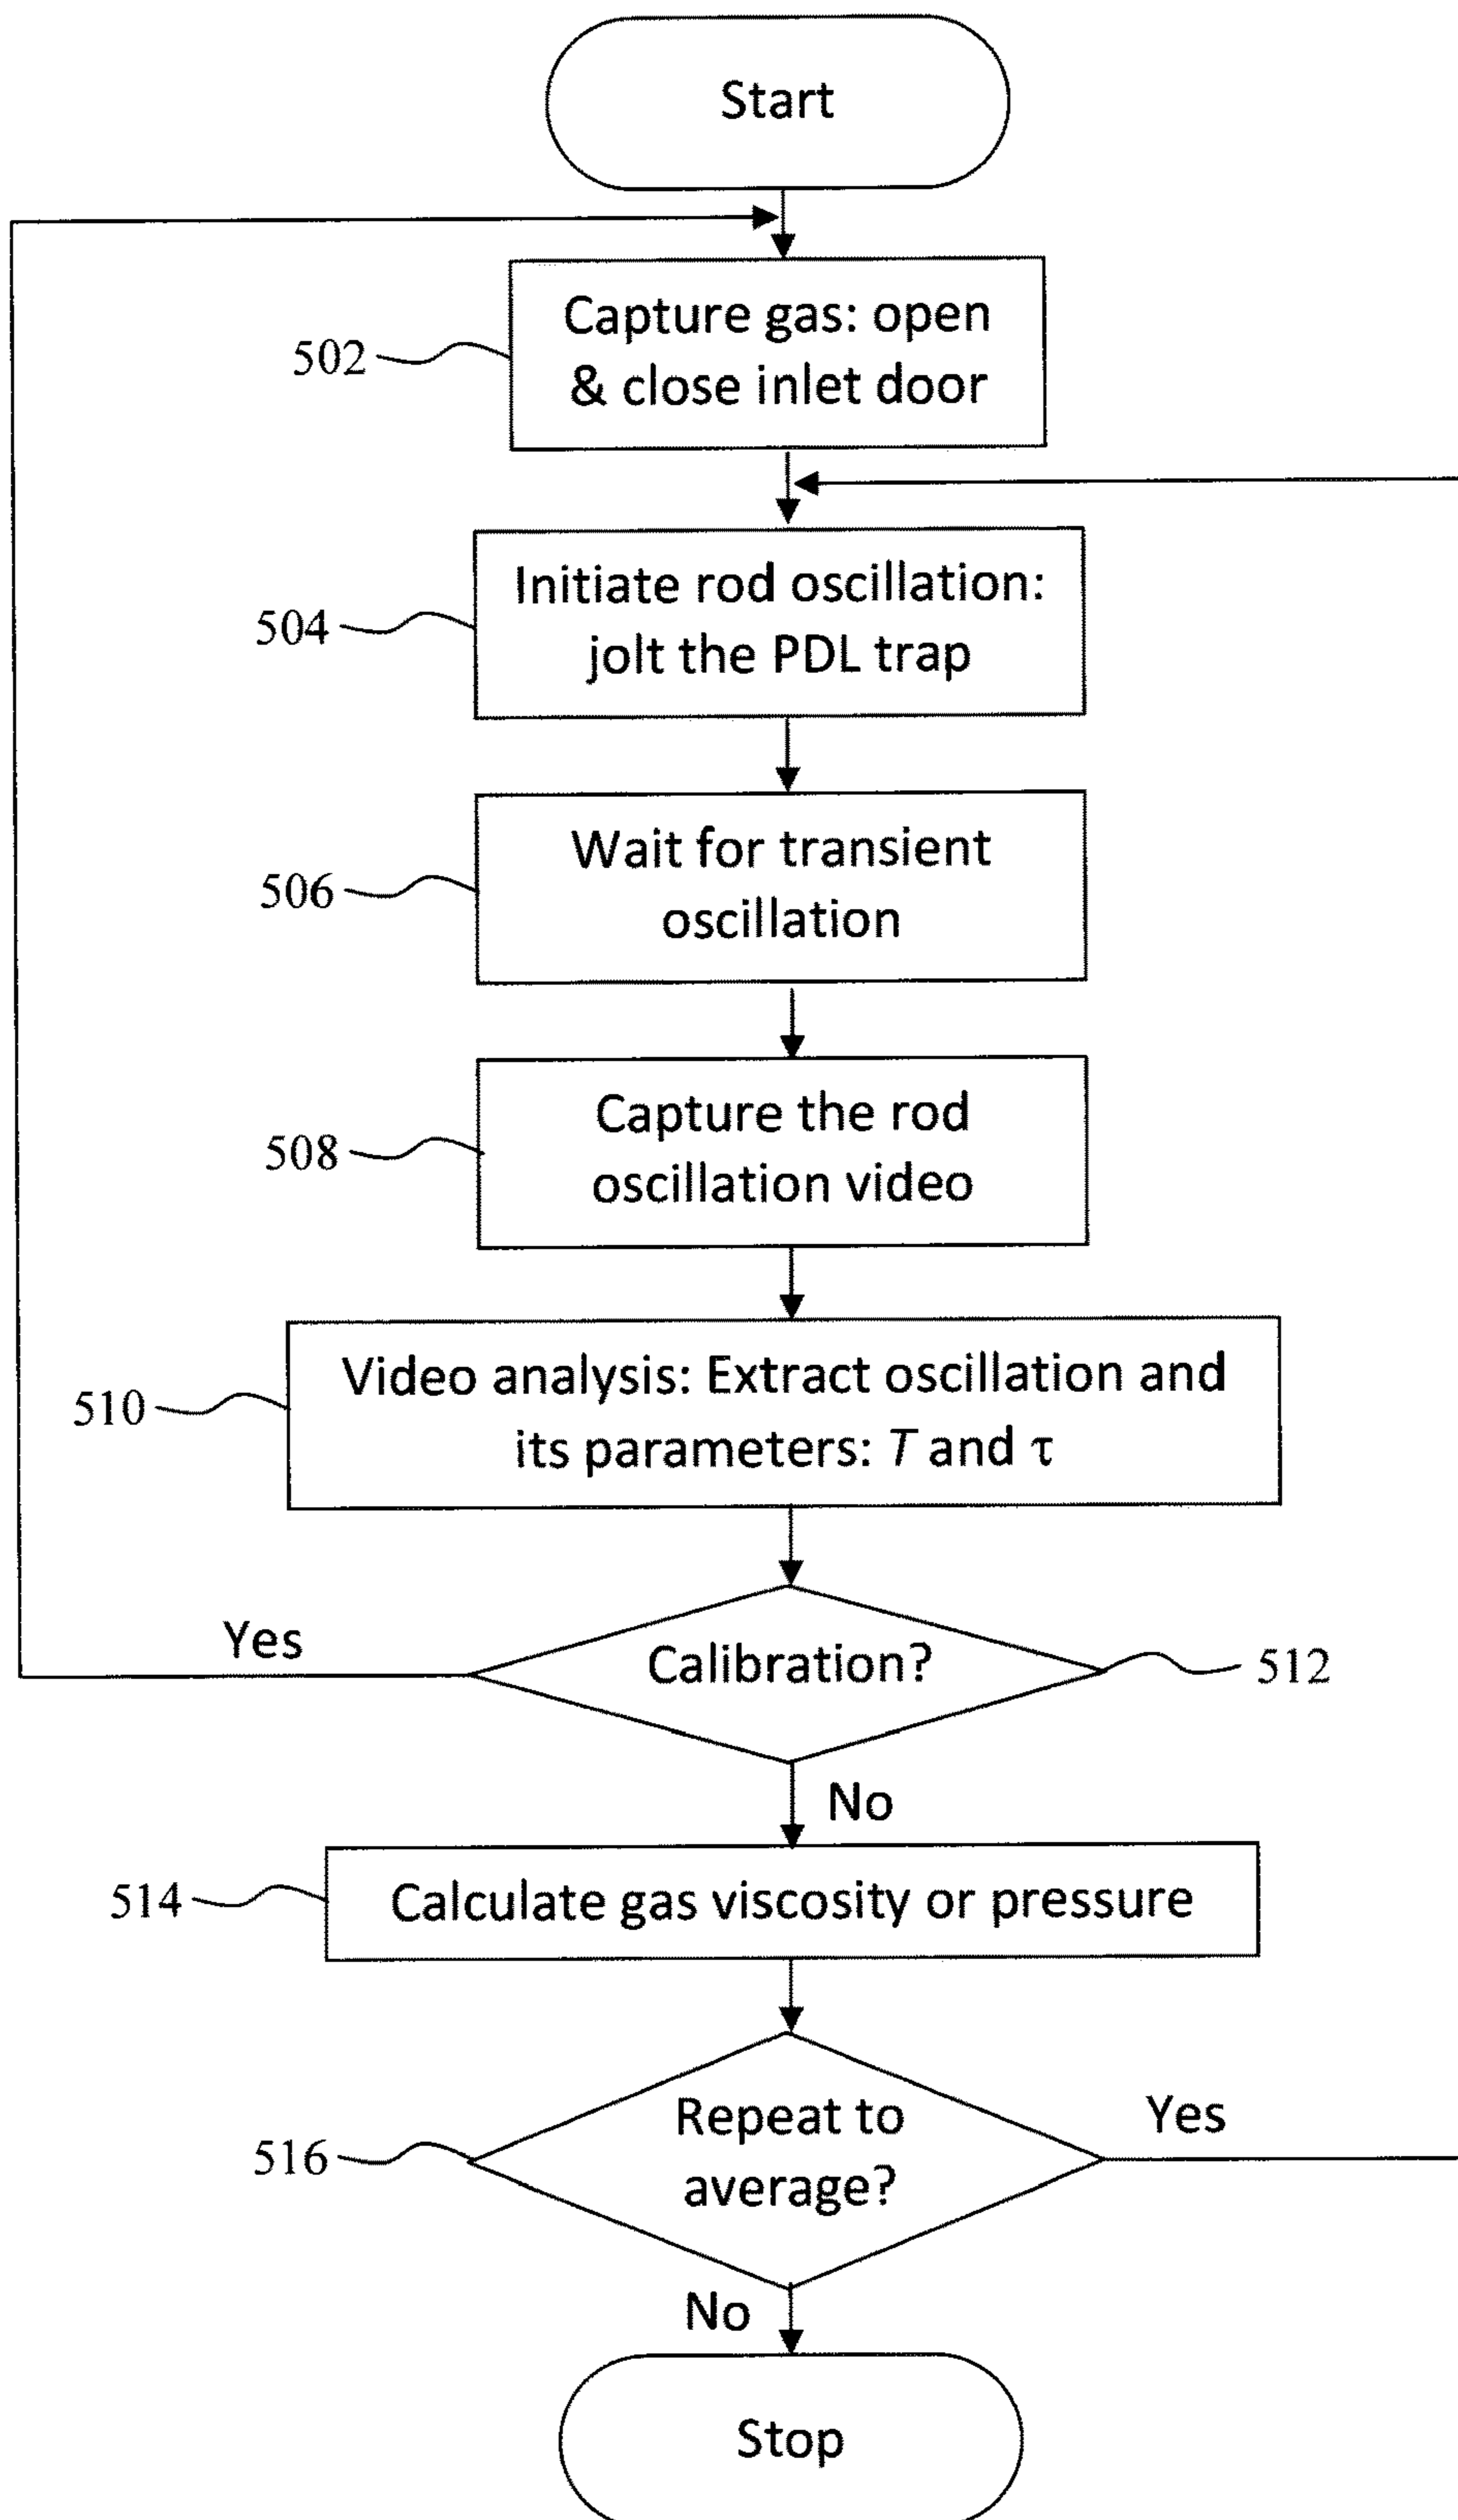 Start
Capture gas: open
& close inlet door
502
Initiate rod oscillation:
jolt the PDL trap
504
Wait for transient
oscillation
506
Capture the rod
oscillation video
508
Video analysis: Extract oscillation and
its parameters: T and τ
510
Yes
Calibration?
512
No
Calculate gas viscosity or pressure
514
Repeat to
average?
Yes
516
No
Stop